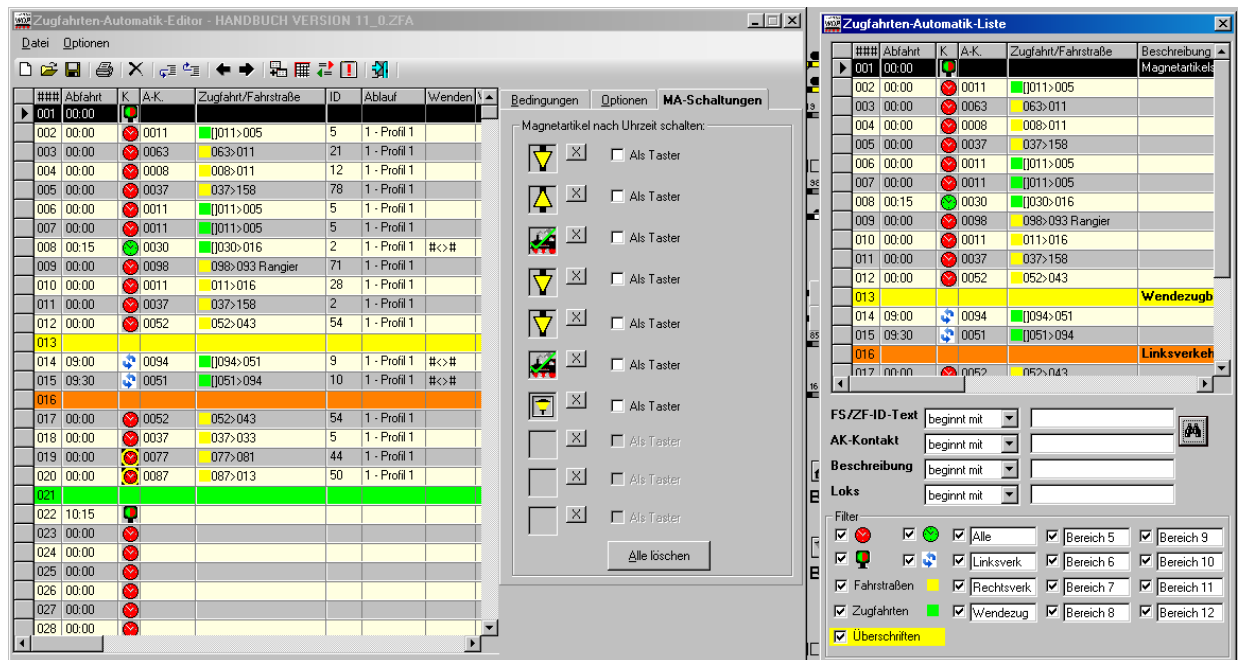 Zugfahrten-Automatik-Editor - HANDBUCH VERSION 11_0.ZFA
Datei Optionen
### Abfahrt K. A-K. Zugfahrt/Fahrstraße ID Ablauf Wenden
001 00:00
002 00:00 0011 []011>005 5 1 - Profil 1
003 00:00 0063 063>011 21 1 - Profil 1
004 00:00 0008 008>011 12 1 - Profil 1
005 00:00 0037 037>158 78 1 - Profil 1
006 00:00 0011 []011>005 5 1 - Profil 1
007 00:00 0011 []011>005 5 1 - Profil 1
008 00:15 0030 []030>016 2 1 - Profil 1 #<>#
009 00:00 0098 098>093 Rangier 71 1 - Profil 1
010 00:00 0011 011>016 28 1 - Profil 1
011 00:00 0037 037>158 2 1 - Profil 1
012 00:00 0052 052>043 54 1 - Profil 1
013
014 09:00 0094 []094>051 9 1 - Profil 1 #<>#
015 09:30 0051 []051>094 10 1 - Profil 1 #<>#
016
017 00:00 0052 052>043 54 1 - Profil 1
018 00:00 0037 037>033 5 1 - Profil 1
019 00:00 0077 077>081 44 1 - Profil 1
020 00:00 0087 087>013 50 1 - Profil 1
021
022 10:15
023 00:00
024 00:00
025 00:00
026 00:00
027 00:00
028 00:00
Bedingungen Optionen MA-Schaltungen
Magnetartikel nach Uhrzeit schalten:
X Als Taster
X Als Taster
X Als Taster
X Als Taster
X Als Taster
X Als Taster
X Als Taster
X Als Taster
X Als Taster
X Als Taster
Alle löschen
Zugfahrten-Automatik-Liste
### Abfahrt K A-K. Zugfahrt/Fahrstraße Beschreibung
001 00:00 Magnetartikels
002 00:00 0011 []011>005
003 00:00 0063 063>011
004 00:00 0008 008>011
005 00:00 0037 037>158
006 00:00 0011 []011>005
007 00:00 0011 []011>005
008 00:15 0030 []030>016
009 00:00 0098 098>093 Rangier
010 00:00 0011 011>016
011 00:00 0037 037>158
012 00:00 0052 052>043
013 Wendezugb
014 09:00 0094 []094>051
015 09:30 0051 []051>094
016 Linksverkeh
017 00:00 0052 052>043
FS/ZF-ID-Text beginnt mit
AK-Kontakt beginnt mit
Beschreibung beginnt mit
Loks beginnt mit
Filter
Alle Bereich 5 Bereich 9
Linksverk Bereich 6 Bereich 10
Fahrstraßen Rechtsverk Bereich 7 Bereich 11
Zugfahrten Wendezug Bereich 8 Bereich 12
Überschriften